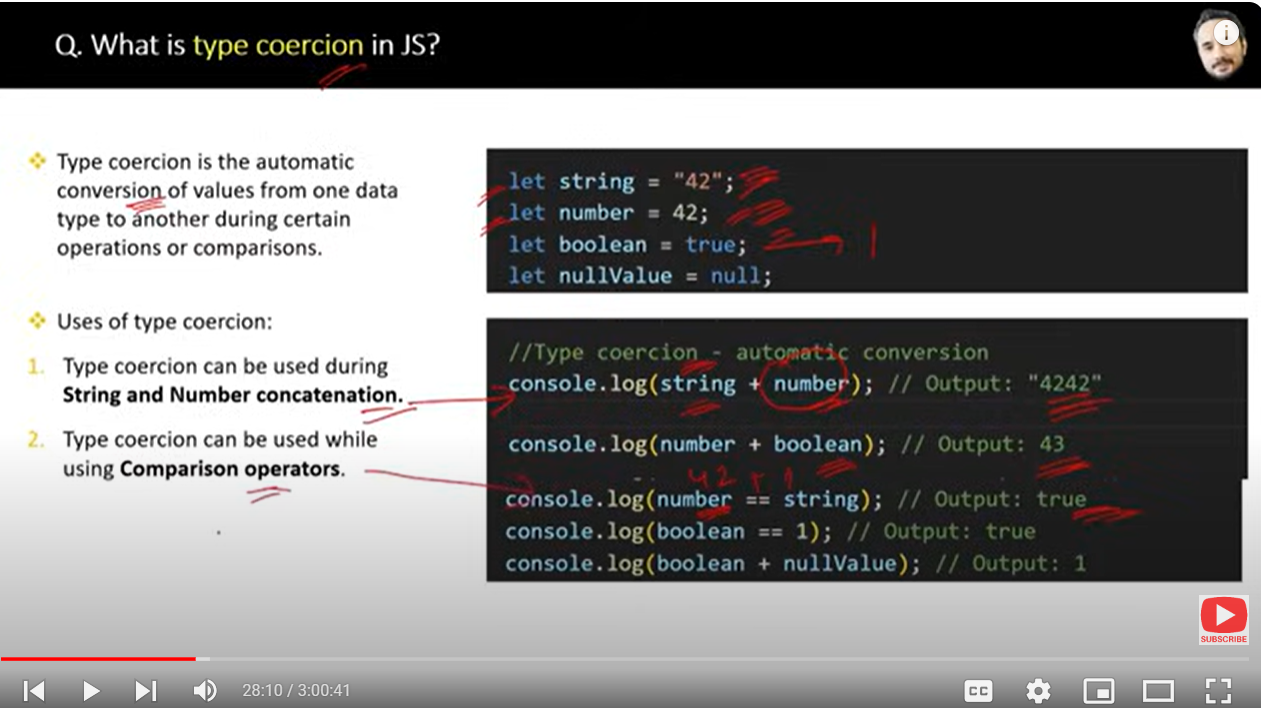 Q. What is type coercion in JS?
Type coercion is the automatic
conversion of values from one data
type to another during certain
operations or comparisons.
Uses of type coercion:
1. Type coercion can be used during
String and Number concatenation.
2. Type coercion can be used while
using Comparison operators.
let string = "42";
let number = 42;
let boolean = true; 1
let nullValue = null;
//Type coercion - automatic conversion
console.log(string + number); // Output: "4242"
console.log(number + boolean); // Output: 43
42 + 1
console.log(number == string); // Output: true
console.log(boolean == 1); // Output: true
console.log(boolean + nullValue); // Output: 1
SUBSCRIBE
28:10 / 3:00:41
CC